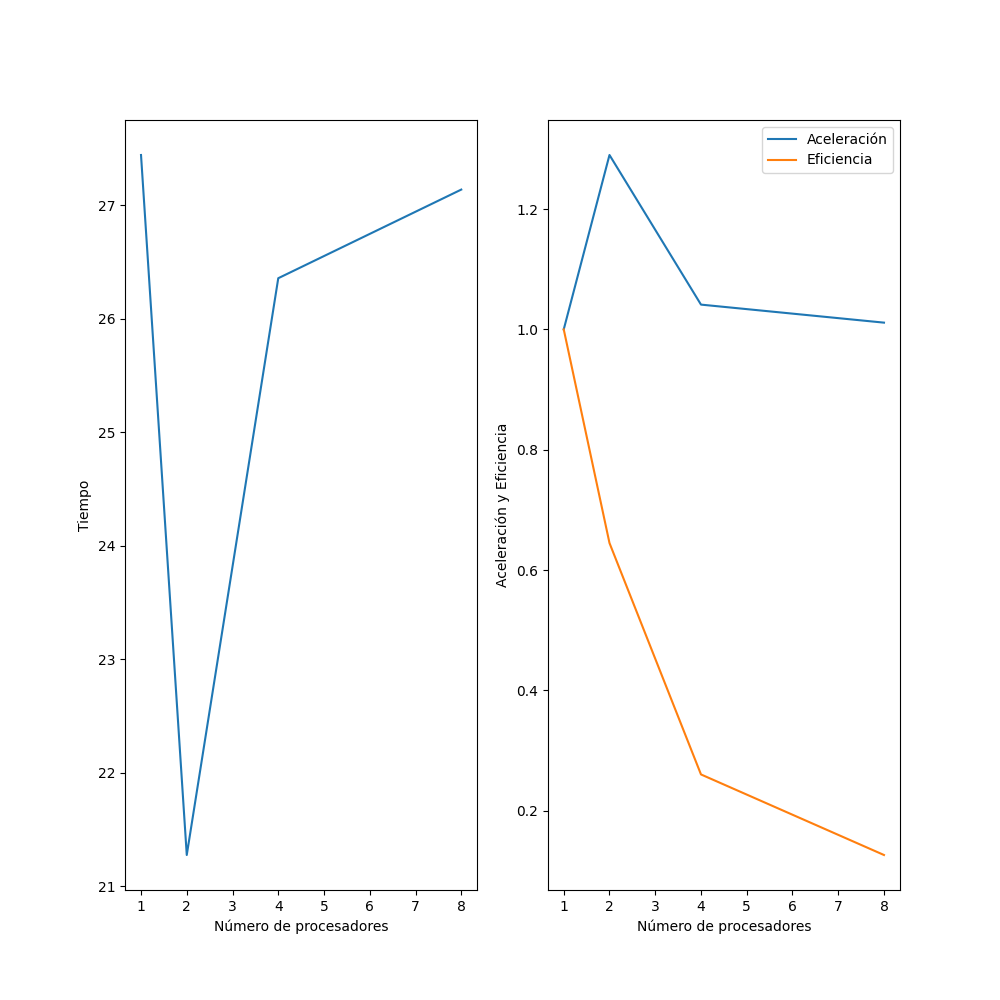 27
26
25
24
23
22
21
Tiempo
1 2 3 4 5 6 7 8
Número de procesadores
Aceleración
Eficiencia
1.2
1.0
0.8
0.6
0.4
0.2
Aceleración y Eficiencia
1 2 3 4 5 6 7 8
Número de procesadores